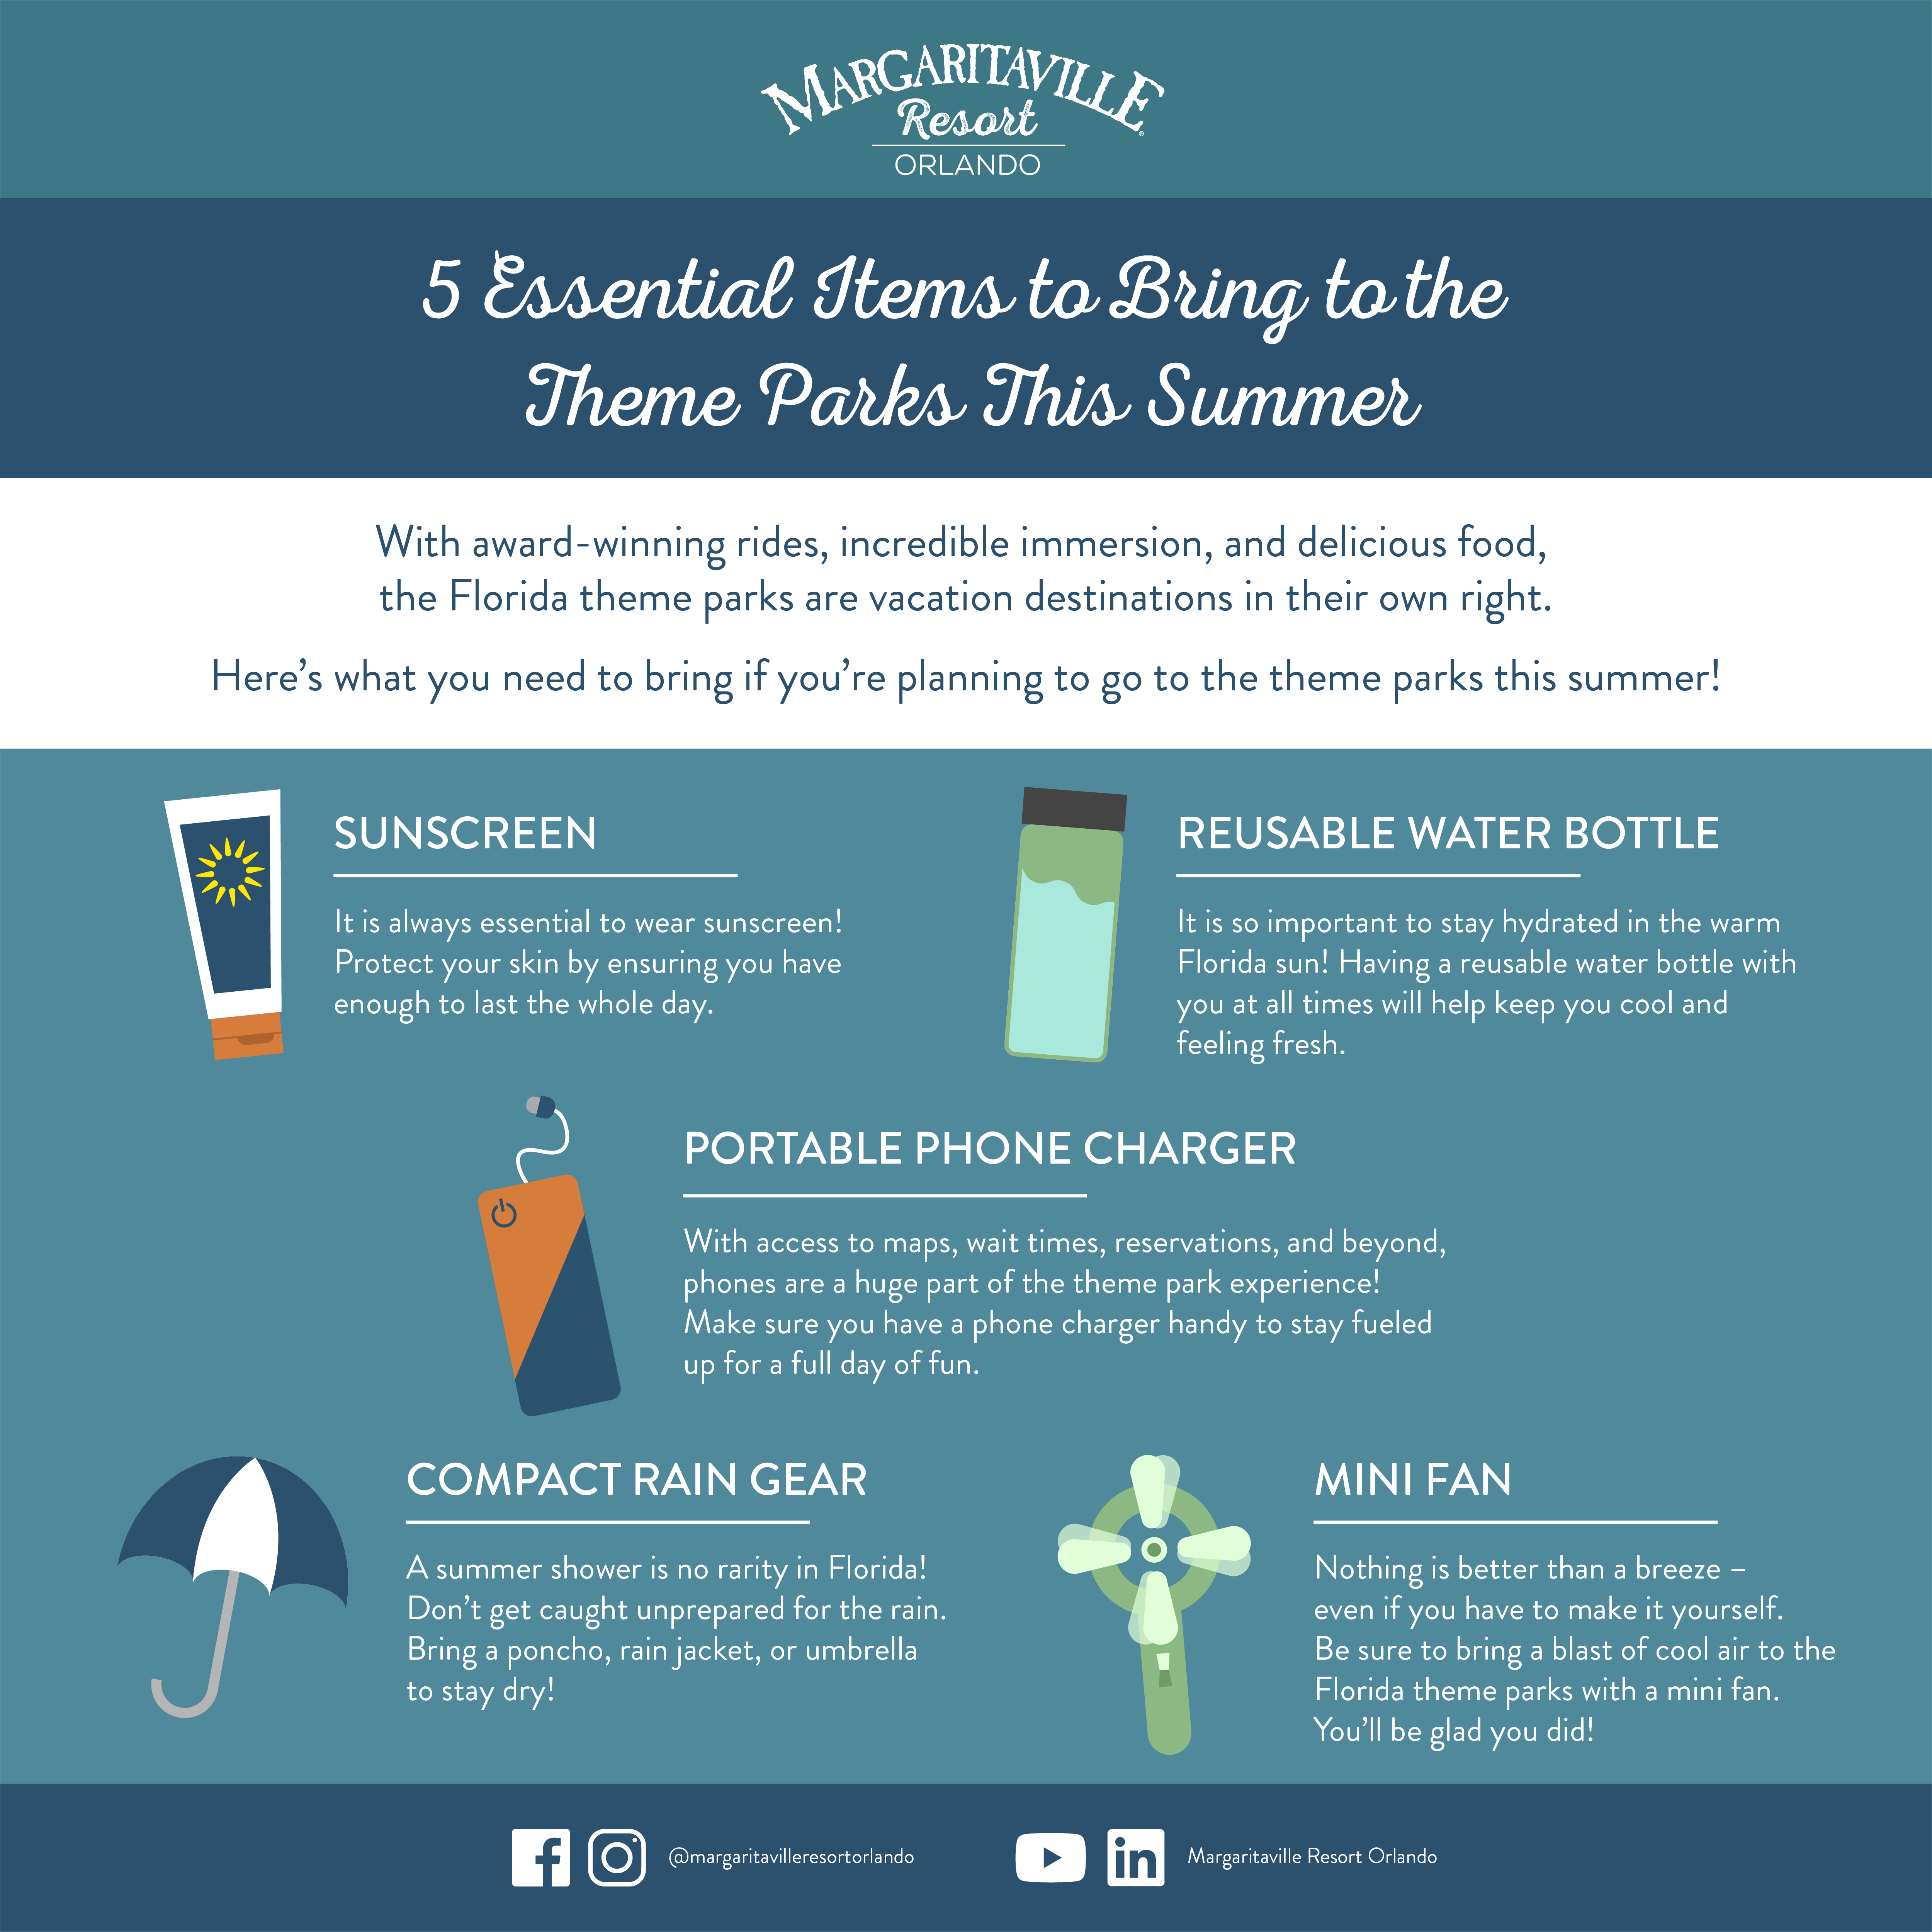 MARGARITAVILLE
Resort
ORLANDO
5 Essential Items to Bring to the
Theme Parks This Summer
With award-winning rides, incredible immersion, and delicious food,
the Florida theme parks are vacation destinations in their own right.
Here's what you need to bring if you're planning to go to the theme parks this summer!
SUNSCREEN
It is always essential to wear sunscreen!
Protect your skin by ensuring you have
enough to last the whole day.
REUSABLE WATER BOTTLE
It is so important to stay hydrated in the warm
Florida sun! Having a reusable water bottle with
you at all times will help keep you cool and
feeling fresh.
PORTABLE PHONE CHARGER
With access to maps, wait times, reservations, and beyond,
phones are a huge part of the theme park experience!
Make sure you have a phone charger handy to stay fueled
up for a full day of fun.
COMPACT RAIN GEAR
A summer shower is no rarity in Florida!
Don't get caught unprepared for the rain.
Bring a poncho, rain jacket, or umbrella
to stay dry!
MINI FAN
Nothing is better than a breeze –
even if you have to make it yourself.
Be sure to bring a blast of cool air to the
Florida theme parks with a mini fan.
You'll be glad you did!
@margaritavilleresortorlando
in
Margaritaville Resort Orlando